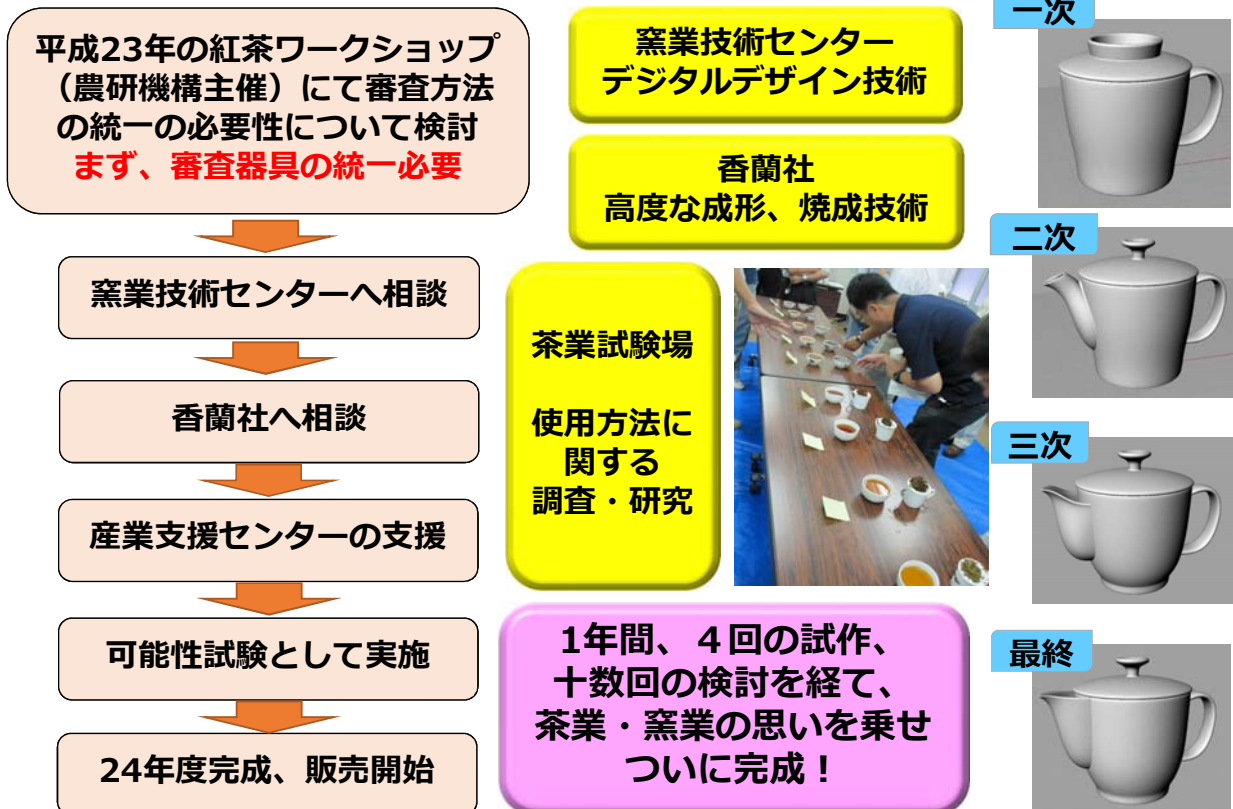 平成23年の紅茶ワークショップ
（農研機構主催）にて審査方法
の統一の必要性について検討
まず、審査器具の統一必要
窯業技術センターへ相談
香蘭社へ相談
産業支援センターの支援
可能性試験として実施
24年度完成、販売開始
窯業技術センター
デジタルデザイン技術
香蘭社
高度な成形、焼成技術
茶業試験場
使用方法に
関する
調査・研究
1年間、４回の試作、
十数回の検討を経て、
茶業・窯業の思いを乗せ
ついに完成！
一次
二次
三次
最終